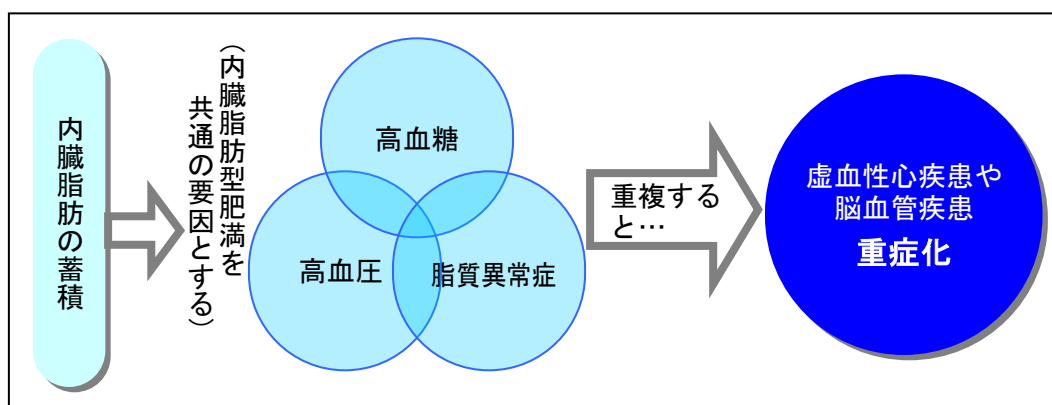 内臓脂肪の蓄積
（内臓脂肪型肥満を
共通の要因とする）
高血糖
高血圧
脂質異常症
重複する
と…
虚血性心疾患や
脳血管疾患
重症化